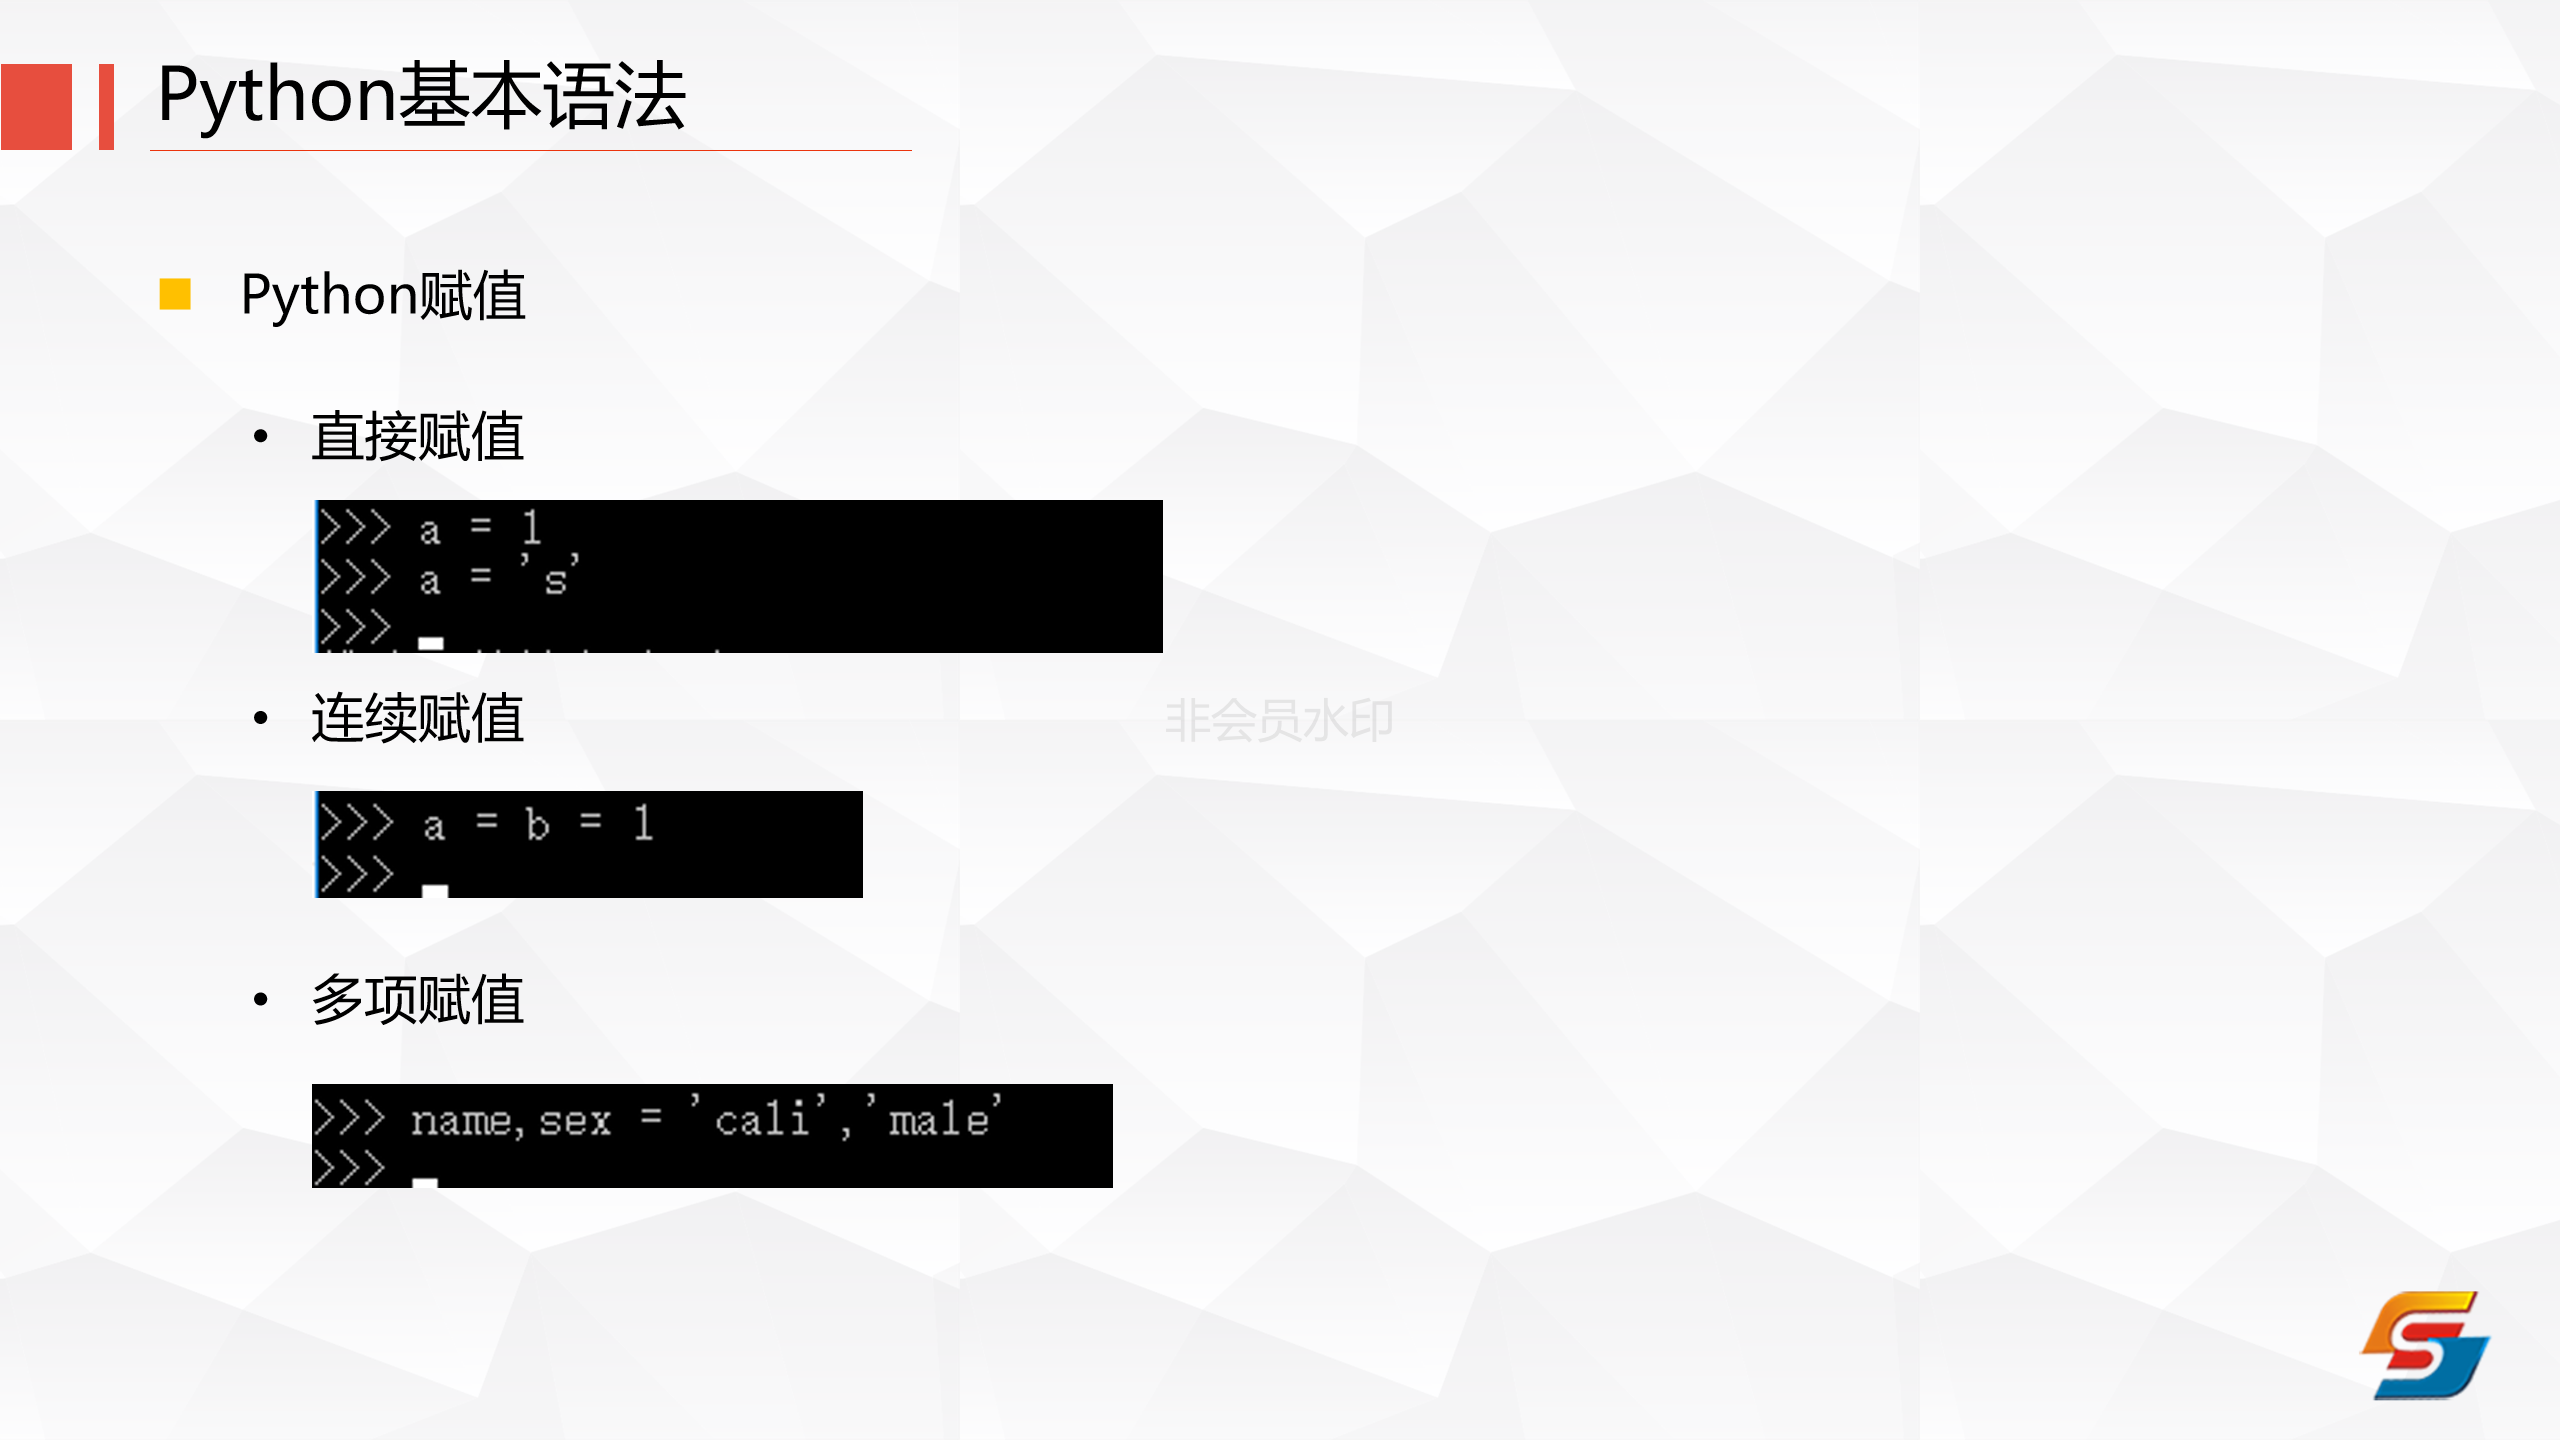 Python基本语法
Python赋值
• 直接赋值
>>> a = 1
>>> a = 's'
>>>
• 连续赋值
非会员水印
>>> a = b = 1
>>>
• 多项赋值
>>> name,sex = 'cali','male'
>>>